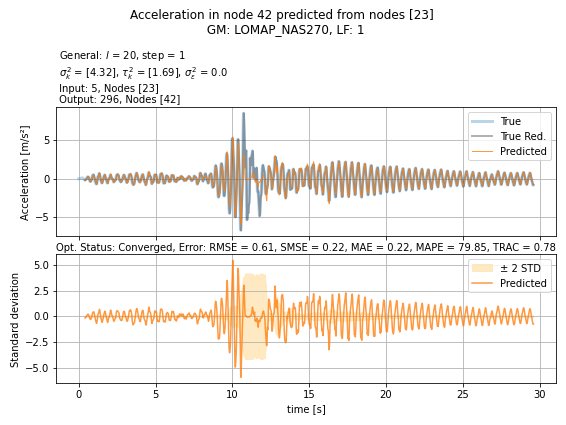 Acceleration in node 42 predicted from nodes [23]
GM: LOMAP_NAS270, LF: 1
General: l = 20, step = 1
σ²ₖ = [4.32], τ²ₖ = [1.69], σ²ε = 0.0
Input: 5, Nodes [23]
Output: 296, Nodes [42]
Acceleration [m/s²]
5
0
−5
True
True Red.
Predicted
Opt. Status: Converged, Error: RMSE = 0.61, SMSE = 0.22, MAE = 0.22, MAPE = 79.85, TRAC = 0.78
Standard deviation
5.0
2.5
0.0
−2.5
−5.0
± 2 STD
Predicted
0 5 10 15 20 25 30
time [s]